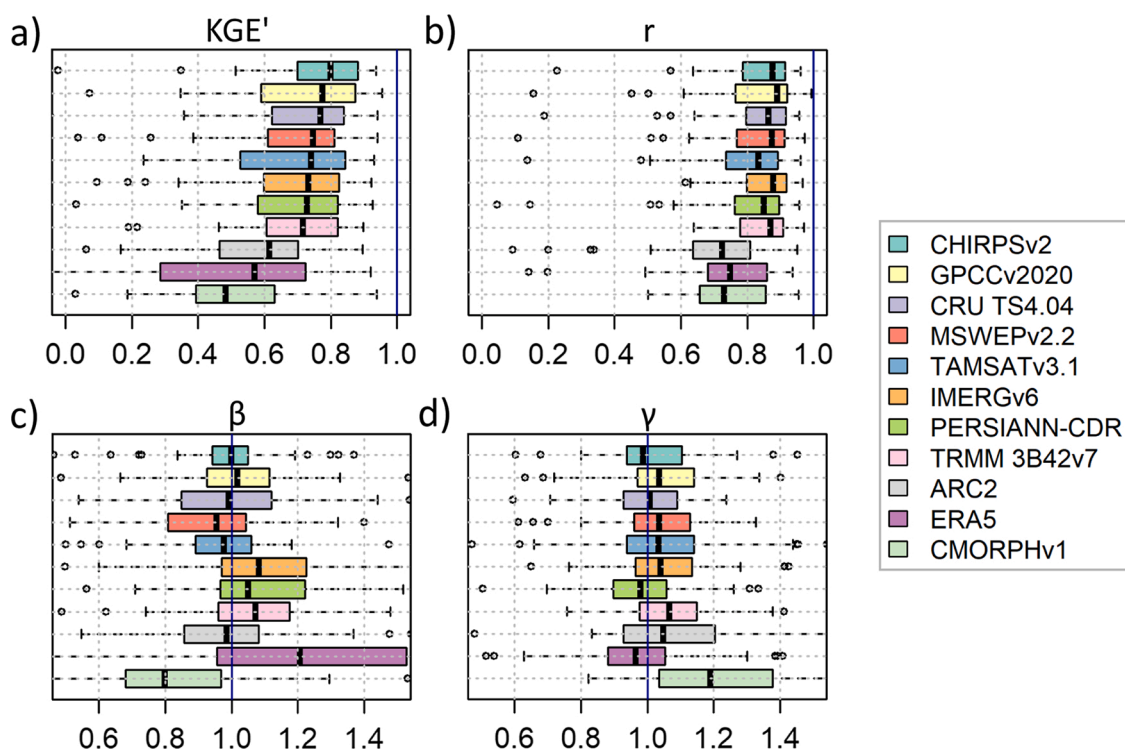 a) KGE'
b) r
0.0 0.2 0.4 0.6 0.8 1.0
0.0 0.2 0.4 0.6 0.8 1.0
c) β
d) γ
0.6 0.8 1.0 1.2 1.4
0.6 0.8 1.0 1.2 1.4
CHIRPSv2
GPCCv2020
CRU TS4.04
MSWEPv2.2
TAMSATv3.1
IMERGv6
PERSIANN-CDR
TRMM 3B42v7
ARC2
ERA5
CMORPHv1